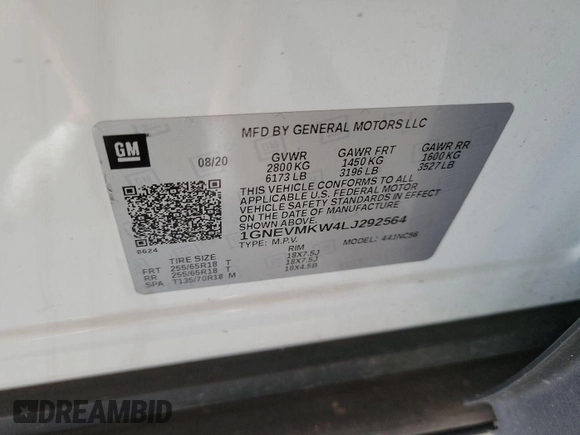 GM
MFD BY GENERAL MOTORS LLC
08/20
GVWR GAWR FRT GAWR RR
2800 KG 1450 KG 1600 KG
6173 LB 3196 LB 3527 LB
THIS VEHICLE CONFORMS TO ALL
APPLICABLE U.S. FEDERAL MOTOR
VEHICLE SAFETY STANDARDS IN EFFECT
ON THE DATE OF MANUFACTURE SHOWN ABOVE.
1GNEVMKW4LJ292564
TYPE: M.P.V. MODEL: 441NC56
8624
TIRE SIZE RIM
FRT 255/65R18 T 18X7.5J
RR 255/65R18 T 18X7.5J
SPA T135/70R18 M 18X4.5B
DREAMBID